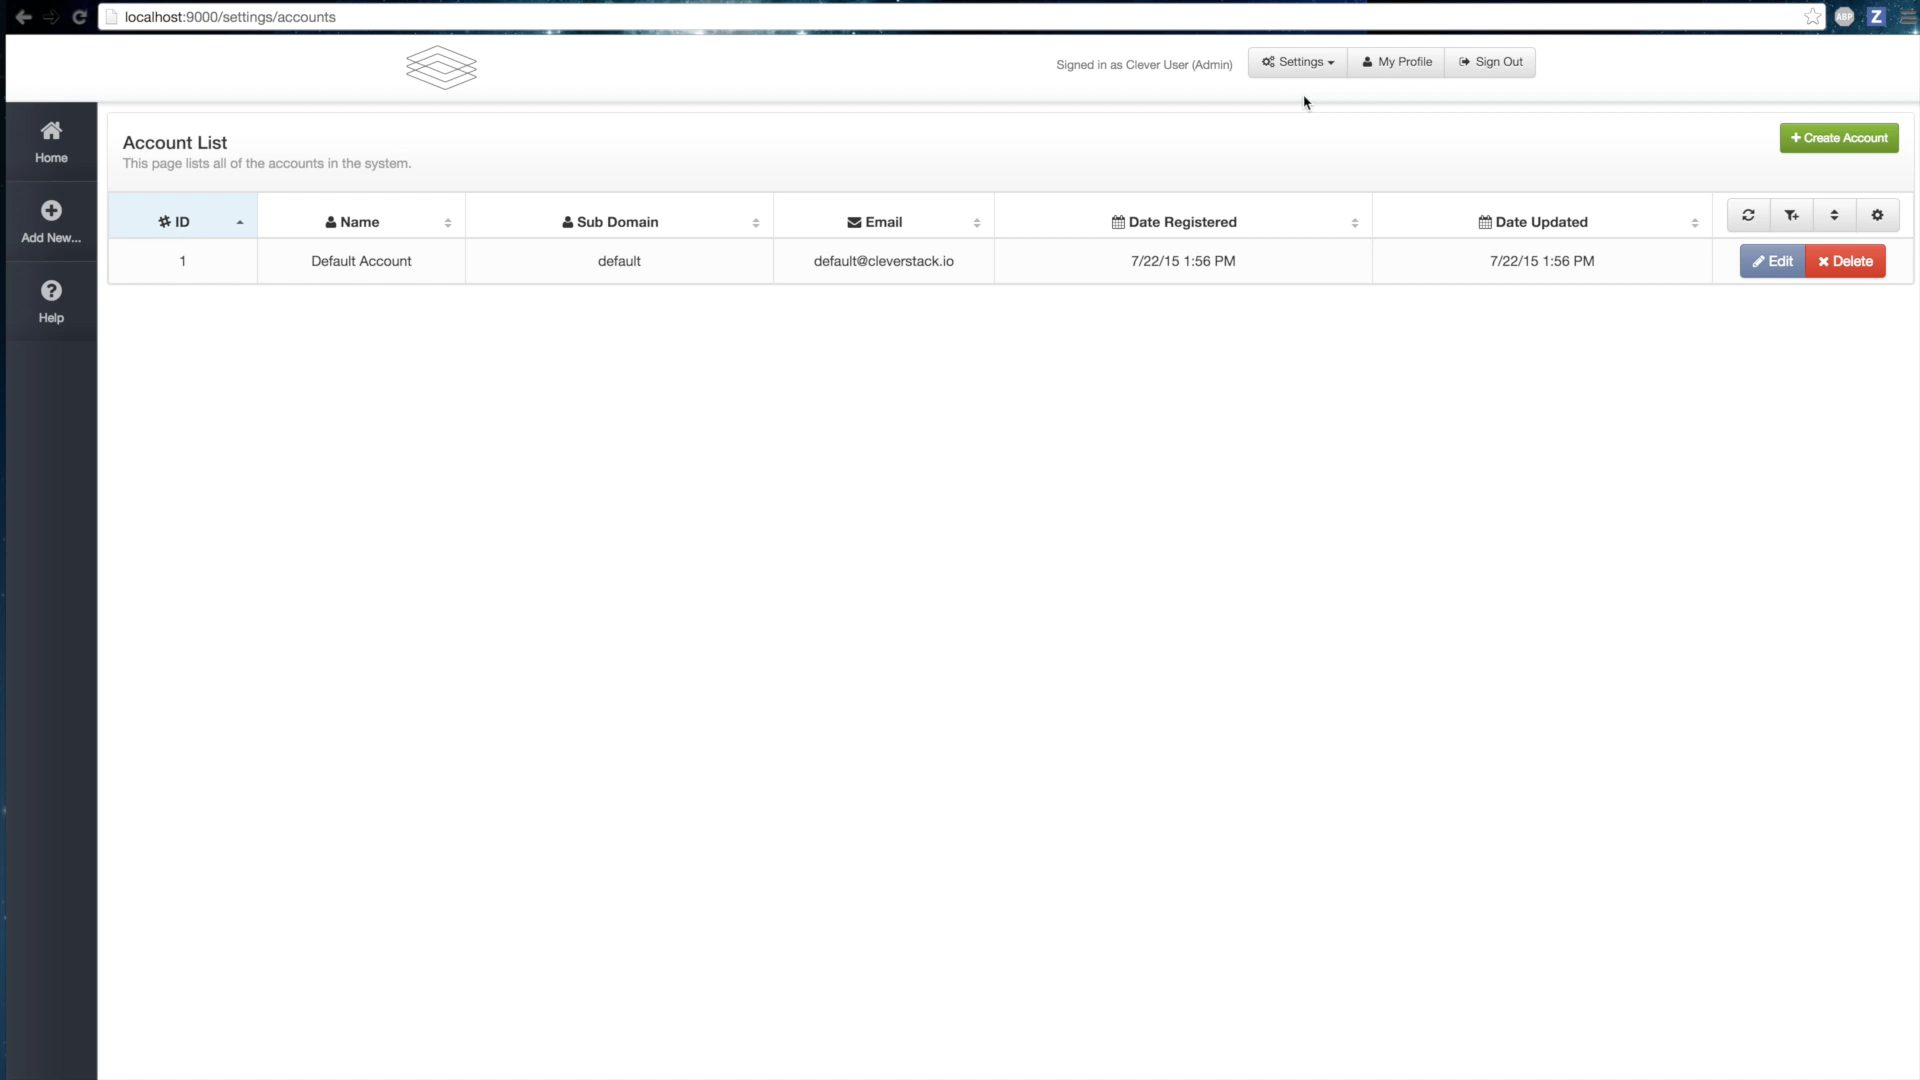 localhost:9000/settings/accounts
ABP
Z
Signed in as Clever User (Admin)
Settings
My Profile
Sign Out
Home
Add New...
Help
Account List
This page lists all of the accounts in the system.
+ Create Account
ID
Name
Sub Domain
Email
Date Registered
Date Updated
1
Default Account
default
default@cleverstack.io
7/22/15 1:56 PM
7/22/15 1:56 PM
Edit
Delete